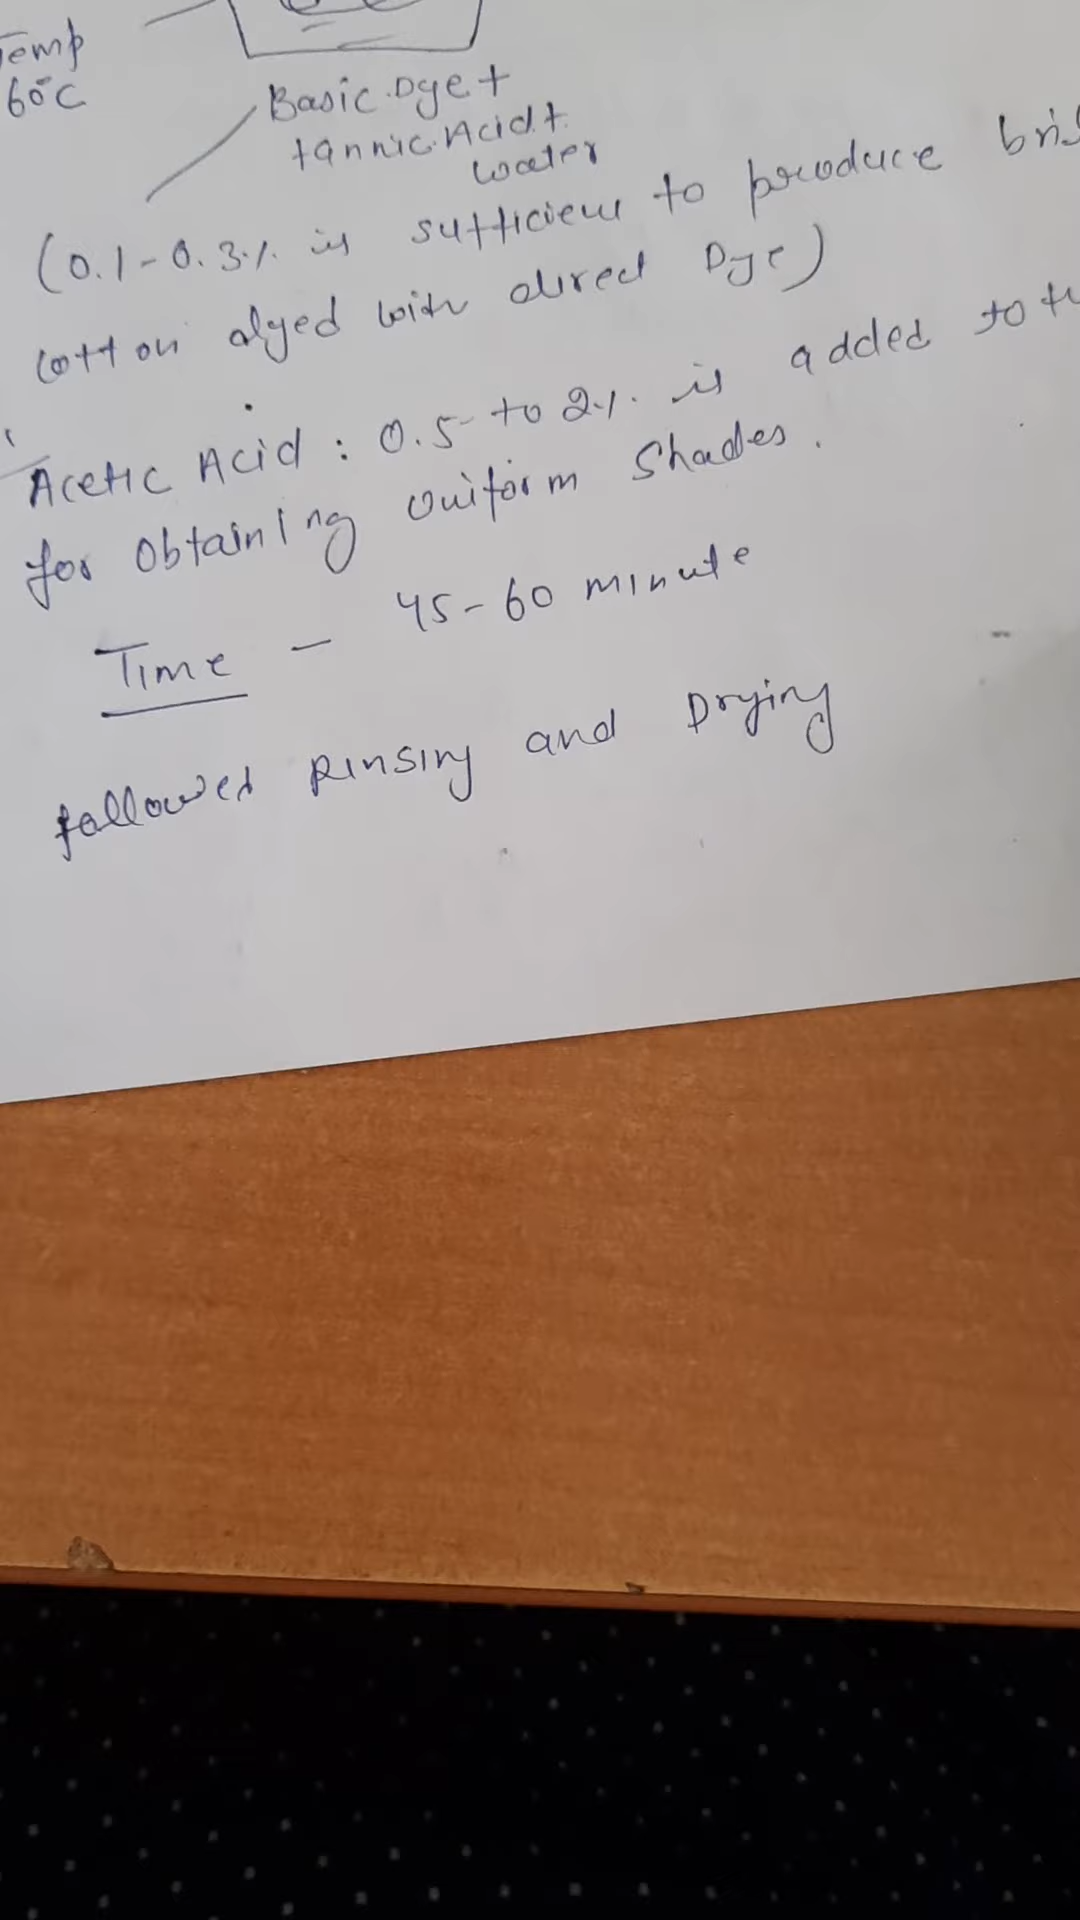 Temp
60°C
Basic Dye +
tannic Acid +
water
(0.1-0.3% is sufficient to produce
cotton dyed with direct Dye)
Acetic Acid : 0.5 to 2% is added to
for Obtaining uniform Shades.
Time - 45-60 minute
followed Rinsing and Drying